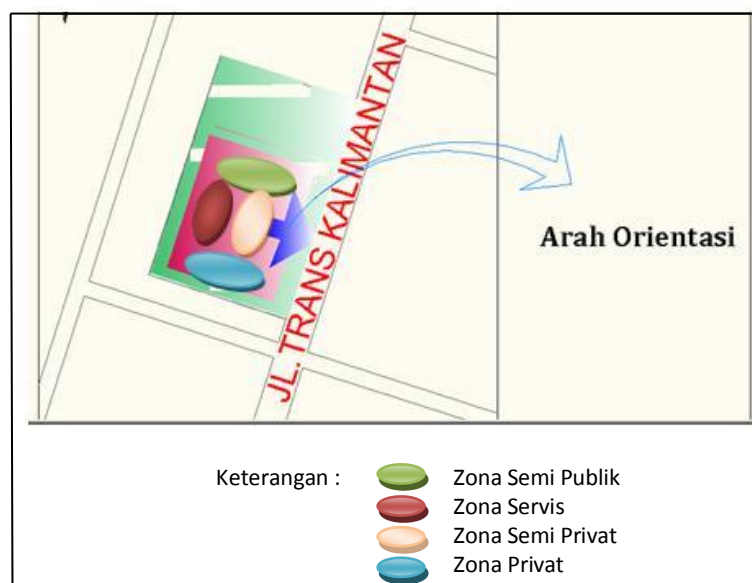 JL. TRANS KALIMANTAN
Arah Orientasi
Keterangan :
Zona Semi Publik
Zona Servis
Zona Semi Privat
Zona Privat